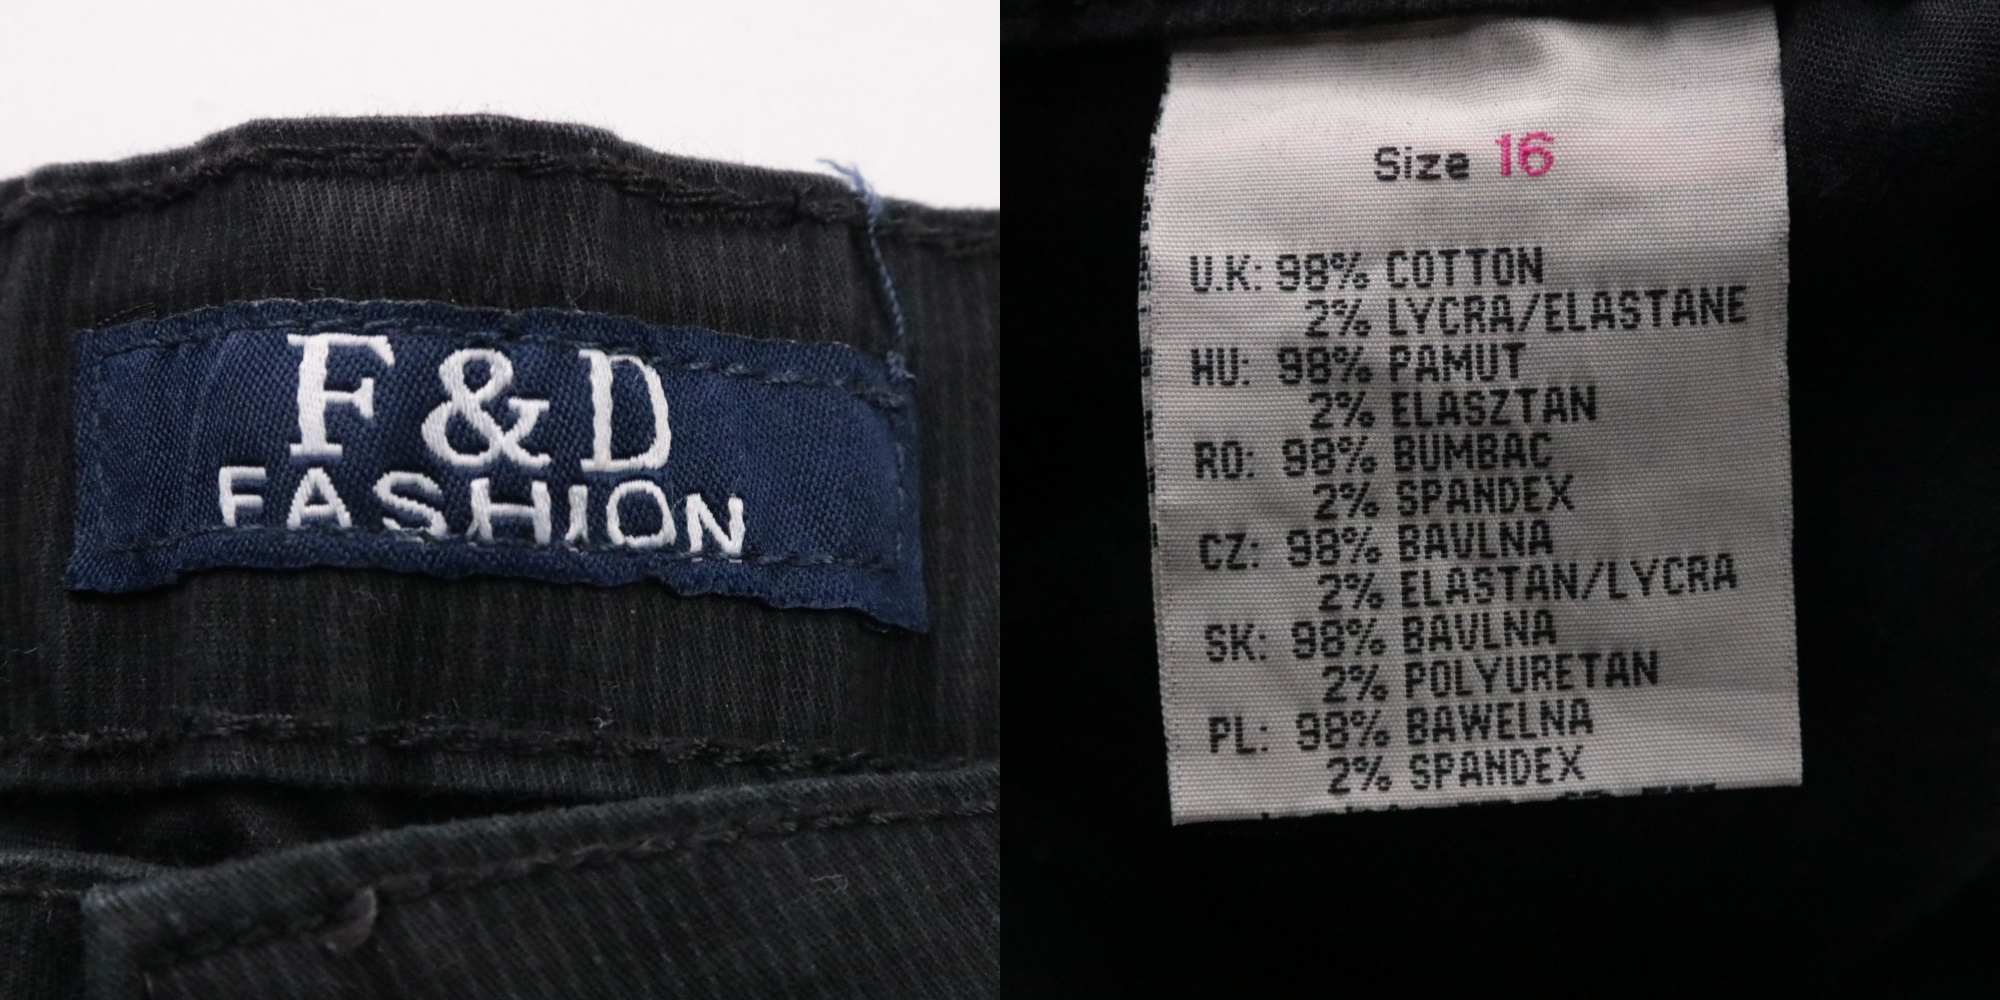 F & D
FASHION
Size 16
U.K: 98% COTTON
2% LYCRA/ELASTANE
HU: 98% PAMUT
2% ELASZTAN
RO: 98% BUMBAC
2% SPANDEX
CZ: 98% BAVLNA
2% ELASTAN/LYCRA
SK: 98% BAVLNA
2% POLYURETAN
PL: 98% BAWELNA
2% SPANDEX